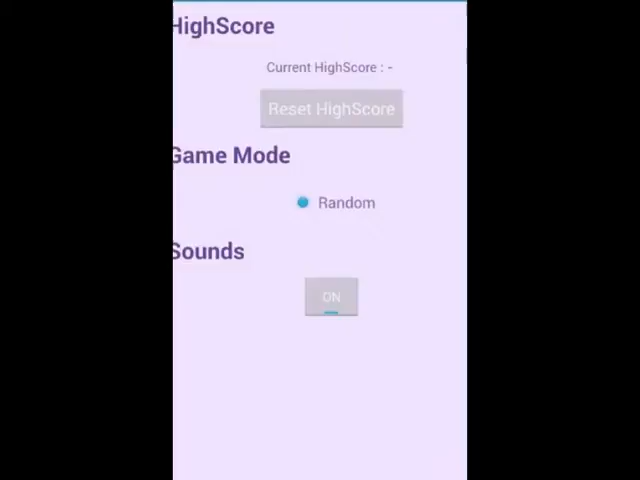 HighScore
Current HighScore : -
Reset HighScore
Game Mode
Random
Sounds
ON